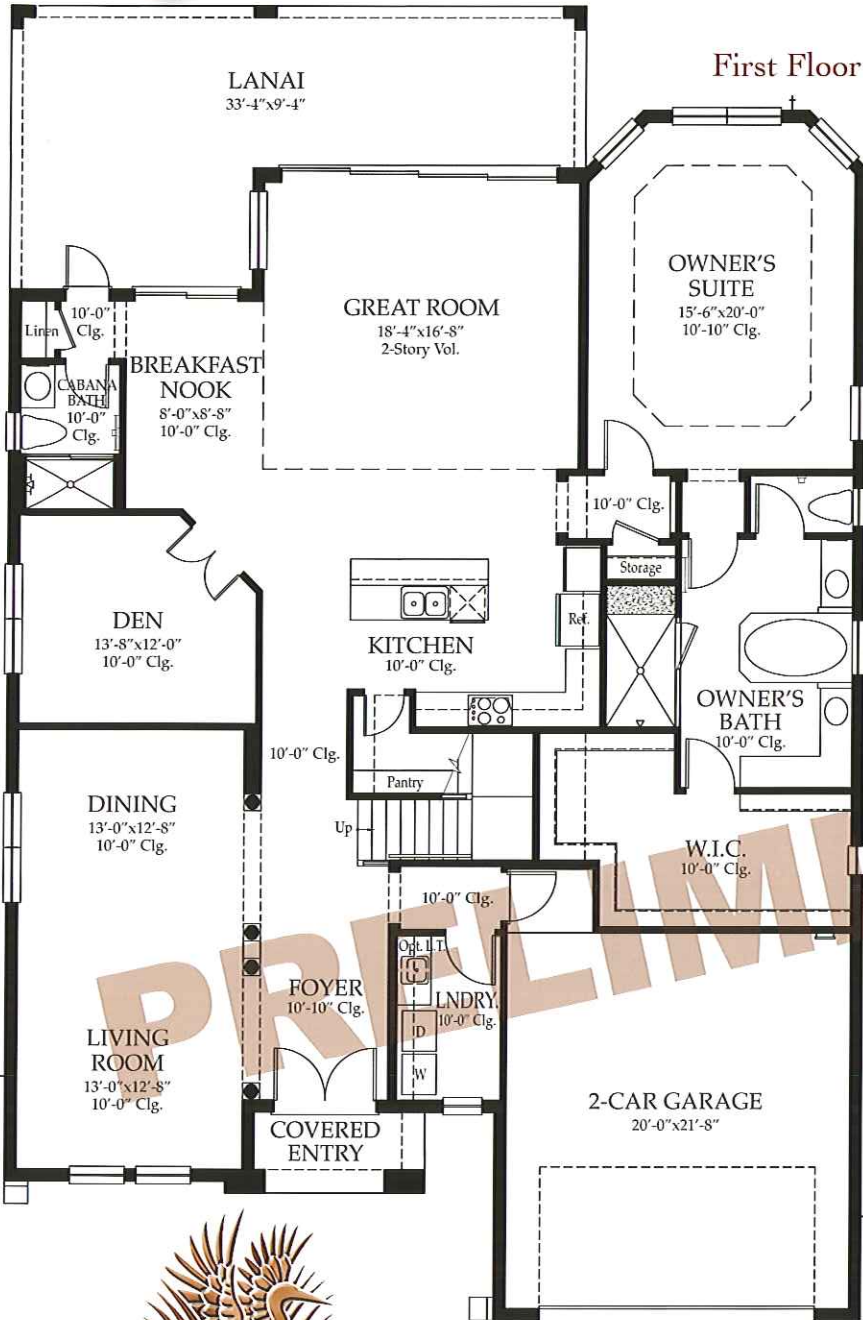 First Floor
LANAI
33'-4"x9'-4"
OWNER'S
SUITE
15'-6"x20'-0"
10'-10" Clg.
GREAT ROOM
18'-4"x16'-8"
2-Story Vol.
Linen
10'-0"
Clg.
BREAKFAST
NOOK
8'-0"x8'-8"
10'-0" Clg.
CABANA
BATH
10'-0"
Clg.
10'-0" Clg.
Storage
Ref.
DEN
13'-8"x12'-0"
10'-0" Clg.
KITCHEN
10'-0" Clg.
OWNER'S
BATH
10'-0" Clg.
10'-0" Clg.
Pantry
Up
DINING
13'-0"x12'-8"
10'-0" Clg.
W.I.C.
10'-0" Clg.
10'-0" Clg.
Opt. L.T.
FOYER
10'-10" Clg.
LNDRY.
10'-0" Clg.
D
W
LIVING
ROOM
13'-0"x12'-8"
10'-0" Clg.
COVERED
ENTRY
2-CAR GARAGE
20'-0"x21'-8"
PRELIMI